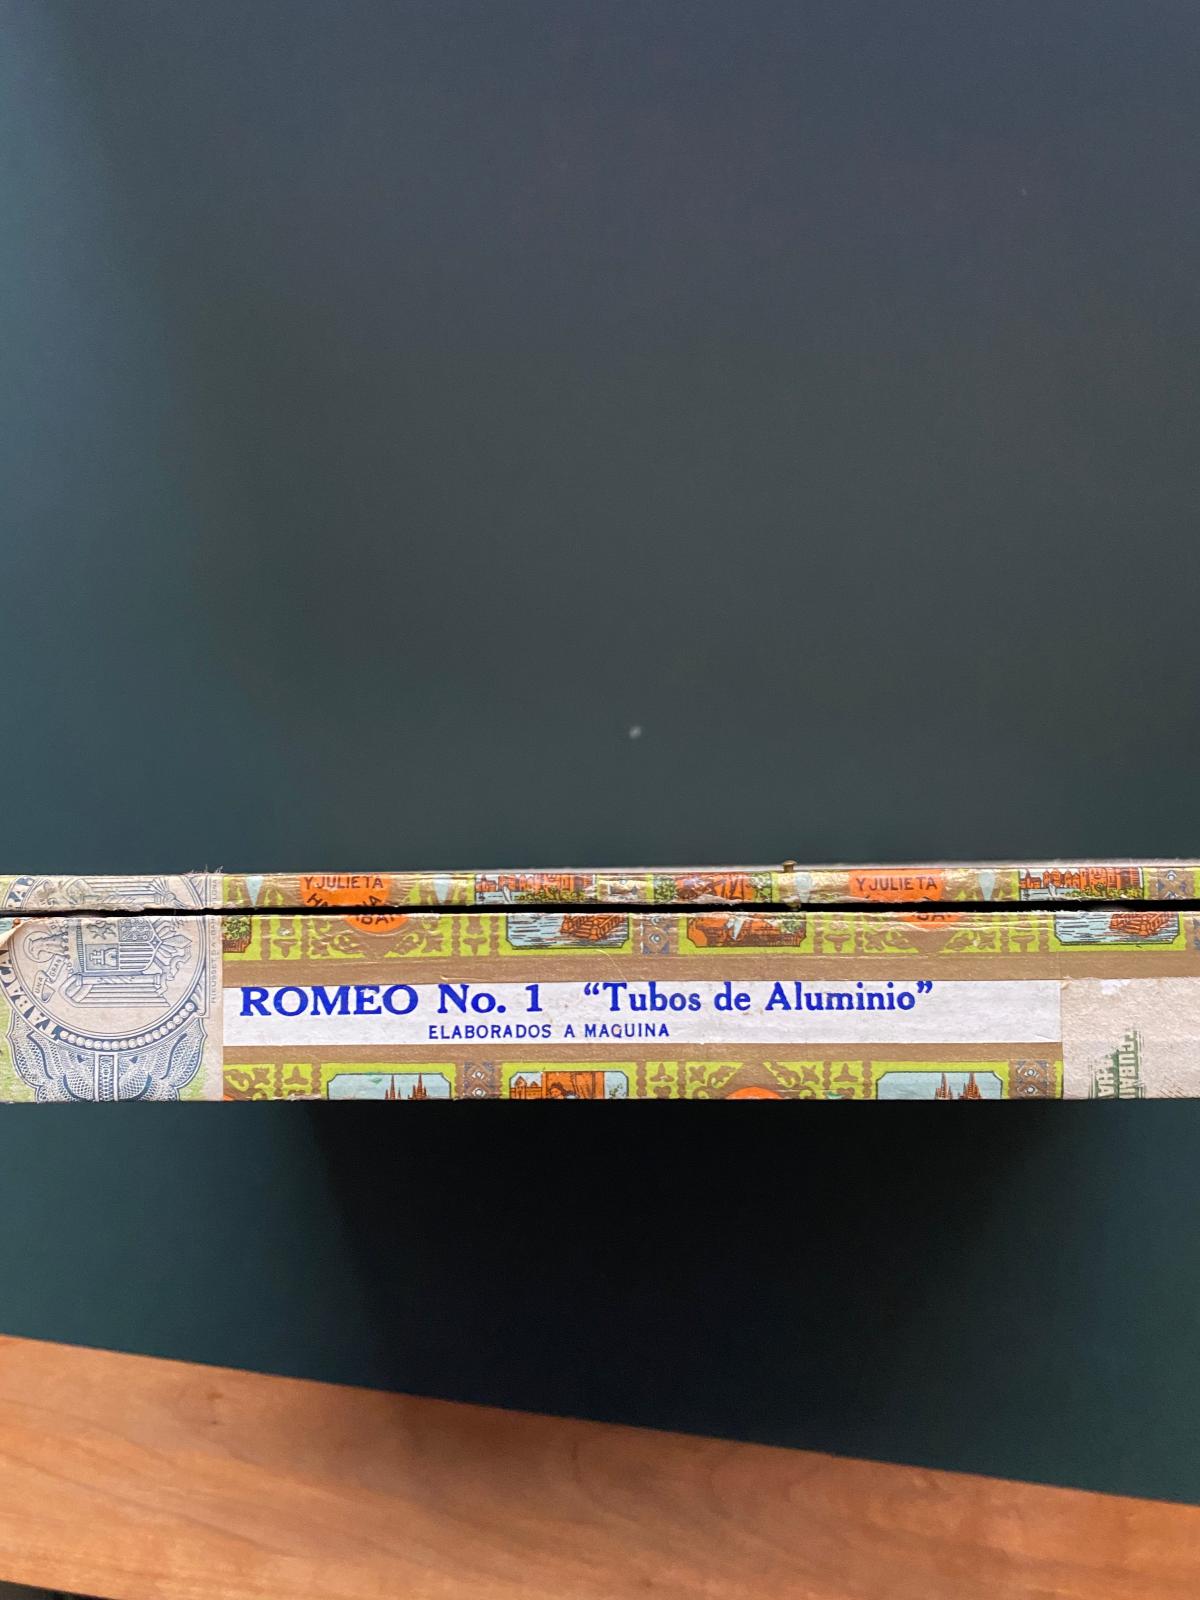 Y JULIETA
Y JULIETA
ROMEO No. 1 “Tubos de Aluminio”
ELABORADOS A MAQUINA